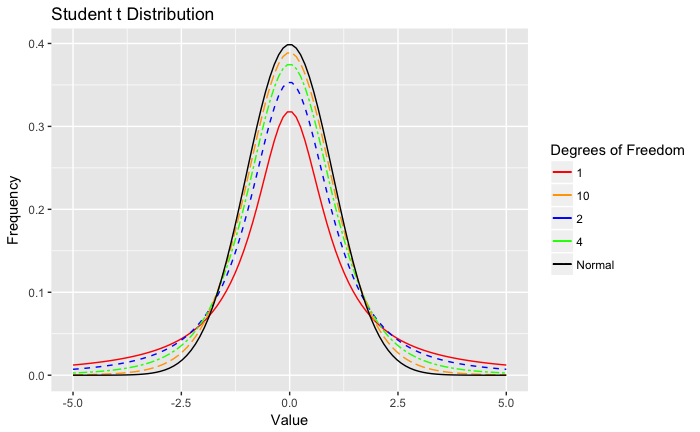 Student t Distribution
0.4
0.3
0.2
0.1
0.0
Frequency
-5.0 -2.5 0.0 2.5 5.0
Value
Degrees of Freedom
1
10
2
4
Normal